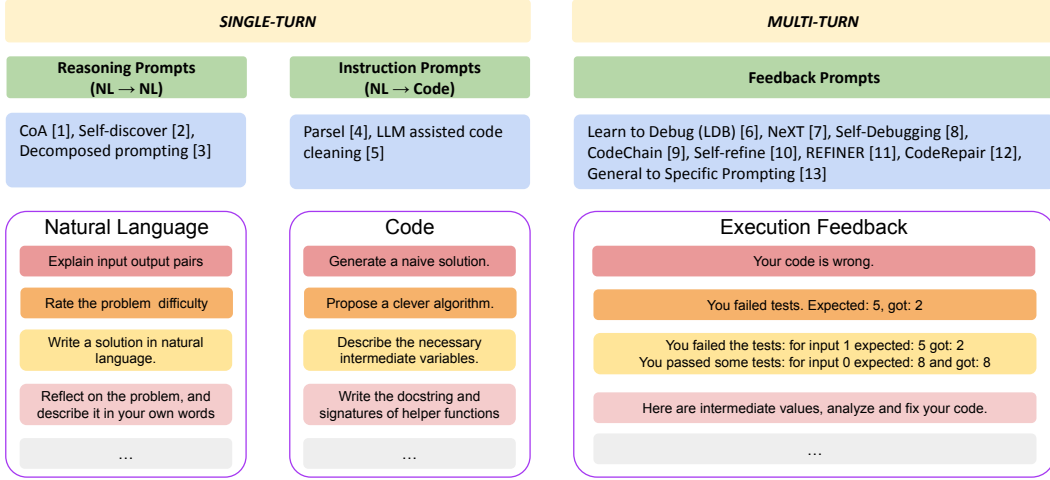 SINGLE-TURN
MULTI-TURN
Reasoning Prompts
(NL → NL)
Instruction Prompts
(NL → Code)
Feedback Prompts
CoA [1], Self-discover [2],
Decomposed prompting [3]
Parsel [4], LLM assisted code
cleaning [5]
Learn to Debug (LDB) [6], NeXT [7], Self-Debugging [8],
CodeChain [9], Self-refine [10], REFINER [11], CodeRepair [12],
General to Specific Prompting [13]
Natural Language
Explain input output pairs
Rate the problem difficulty
Write a solution in natural
language.
Reflect on the problem, and
describe it in your own words
...
Code
Generate a naive solution.
Propose a clever algorithm.
Describe the necessary
intermediate variables.
Write the docstring and
signatures of helper functions
...
Execution Feedback
Your code is wrong.
You failed tests. Expected: 5, got: 2
You failed the tests: for input 1 expected: 5 got: 2
You passed some tests: for input 0 expected: 8 and got: 8
Here are intermediate values, analyze and fix your code.
...